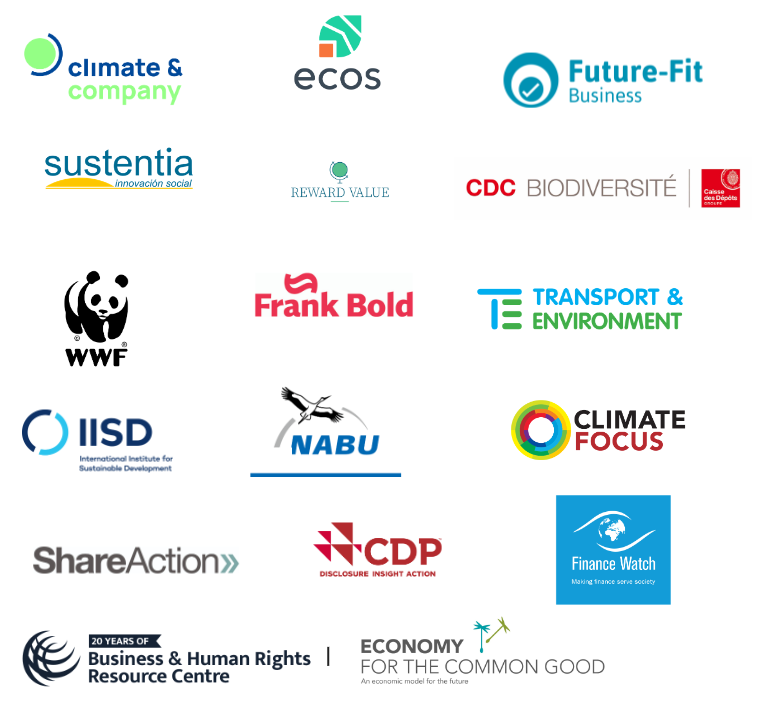 climate &
company
ecos
Future-Fit
Business
sustentia
innovación social
REWARD VALUE
CDC BIODIVERSITÉ
Caisse
des Dépôts
GROUPE
©
WWF
®
Frank Bold
TE
TRANSPORT &
ENVIRONMENT
IISD
International Institute for
Sustainable Development
NABU
CLIMATE
FOCUS
ShareAction»
CDP
DISCLOSURE INSIGHT ACTION
Finance Watch
Making finance serve society
20 YEARS OF
Business & Human Rights
Resource Centre
|
ECONOMY
FOR THE COMMON GOOD
An economic model for the future